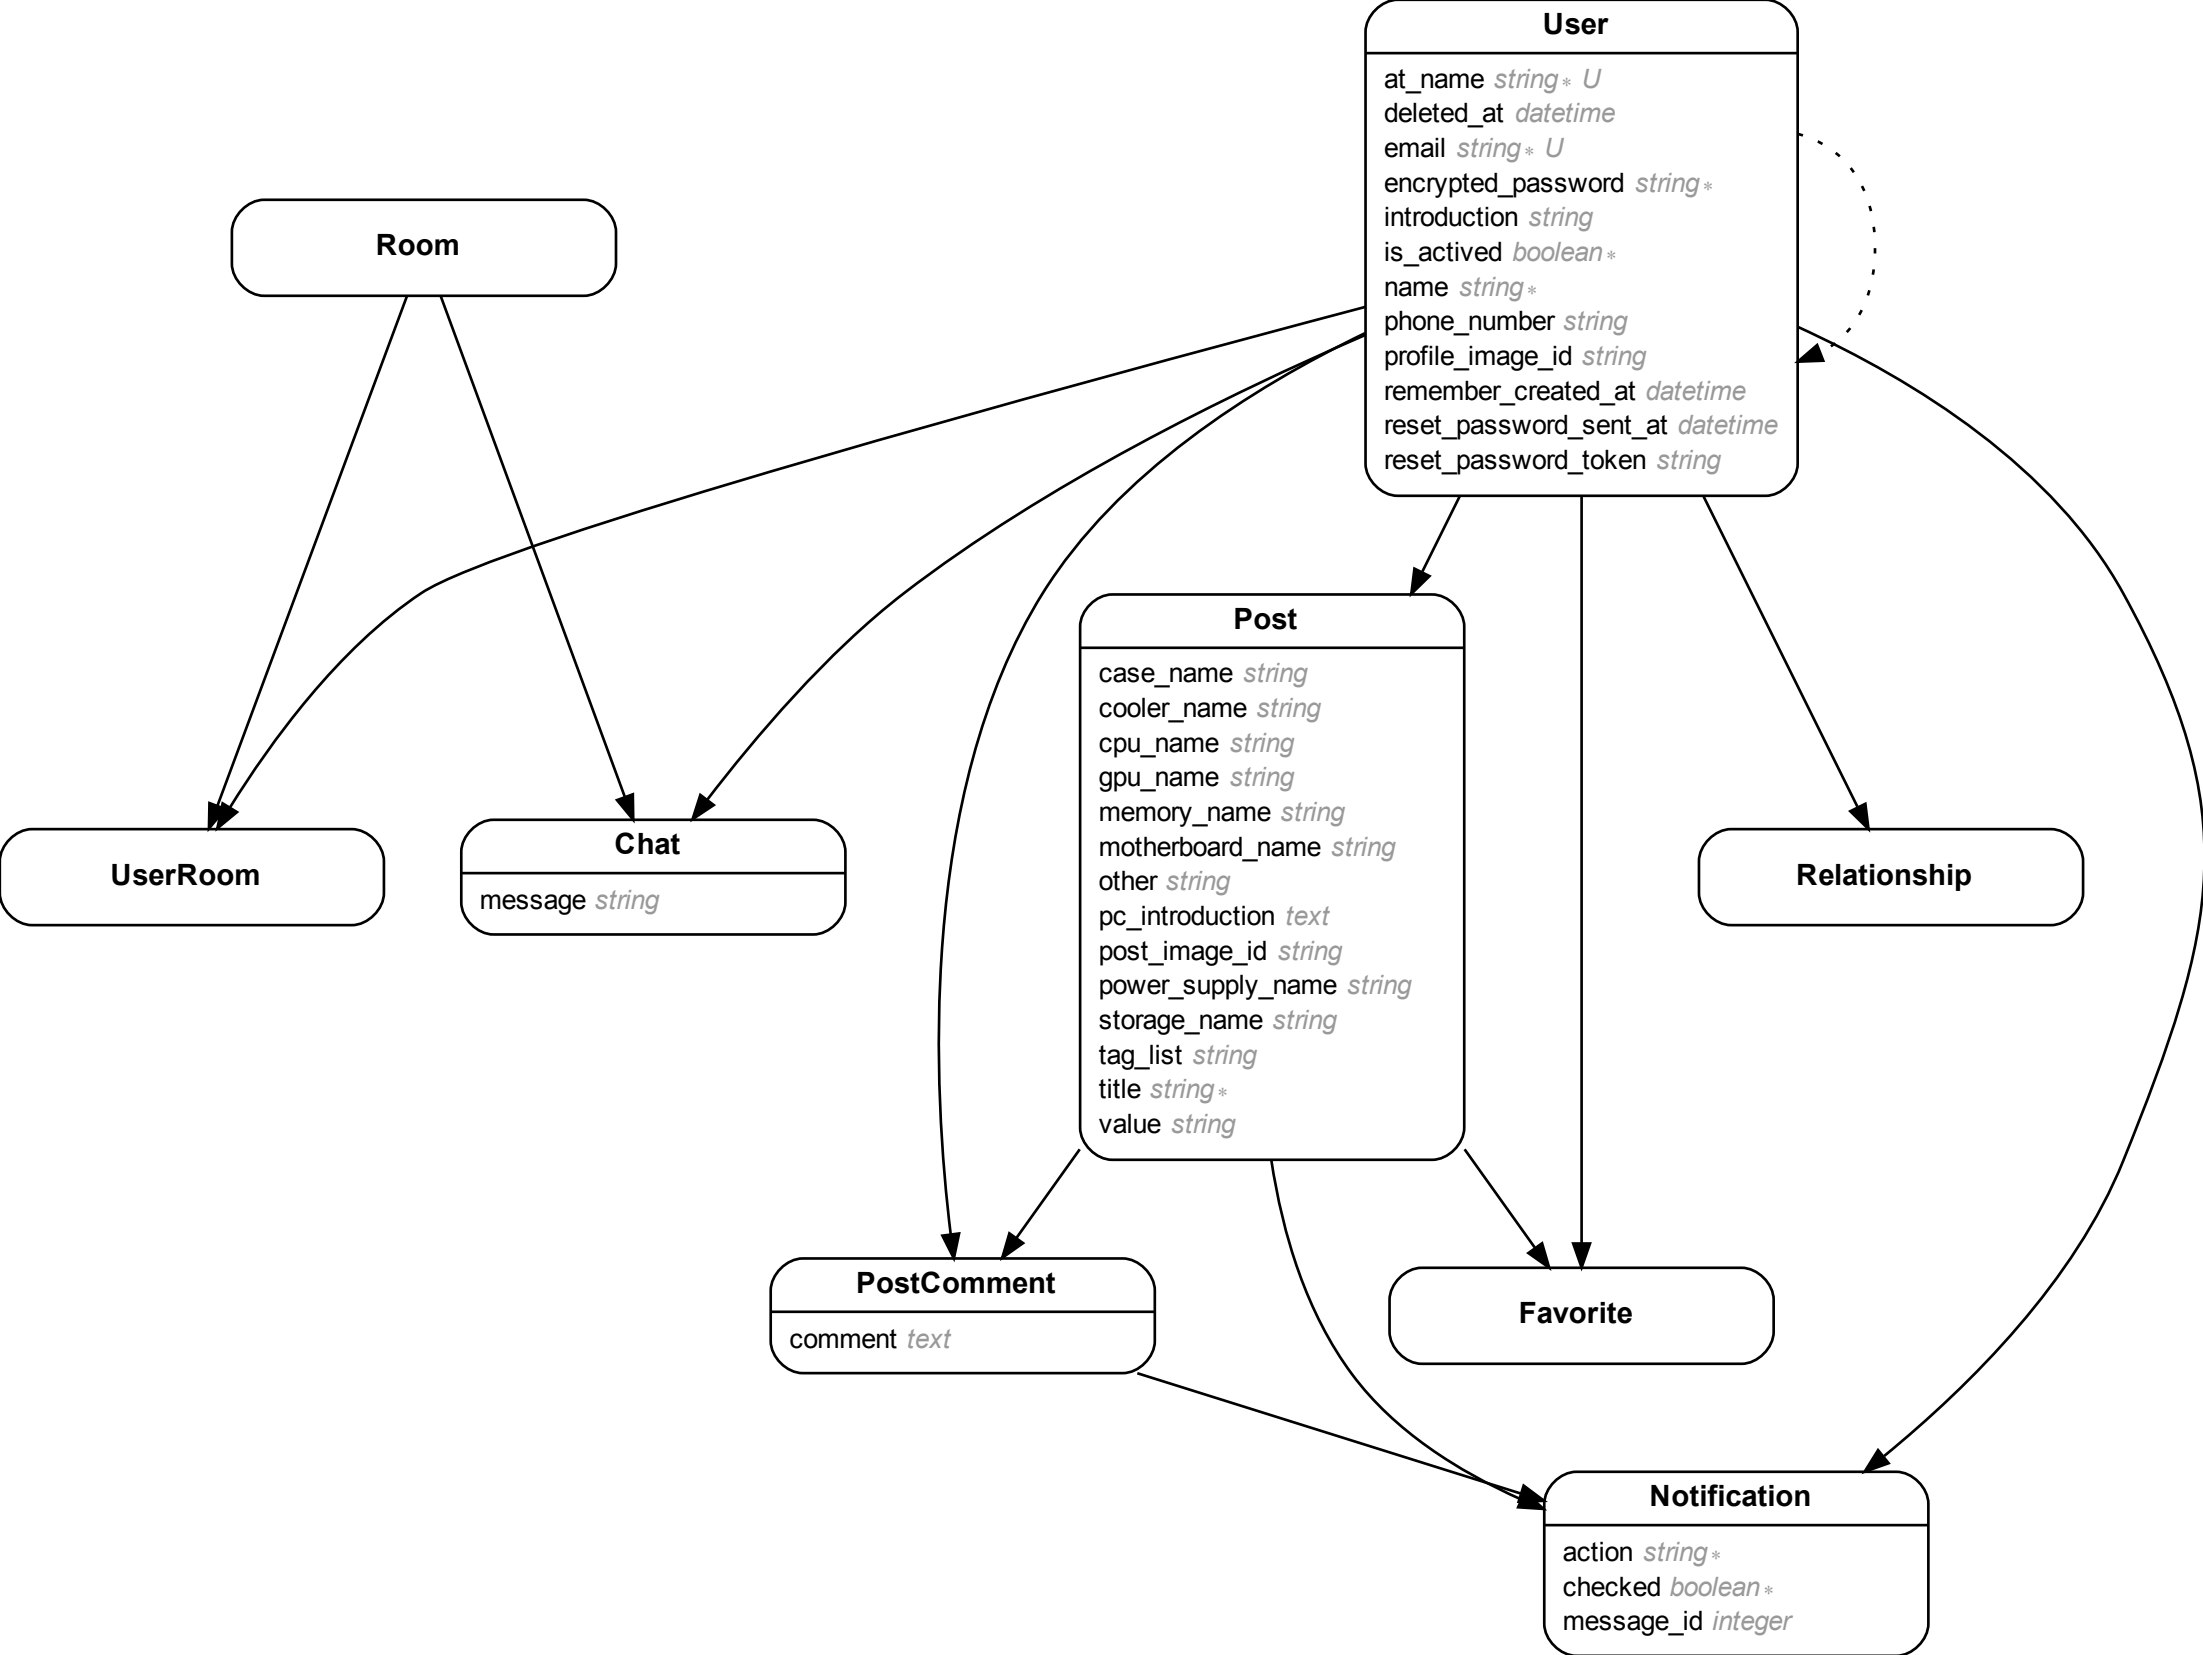 User
at_name string* U
deleted_at datetime
email string* U
encrypted_password string*
introduction string
is_actived boolean*
name string*
phone_number string
profile_image_id string
remember_created_at datetime
reset_password_sent_at datetime
reset_password_token string
Room
Post
case_name string
cooler_name string
cpu_name string
gpu_name string
memory_name string
motherboard_name string
other string
pc_introduction text
post_image_id string
power_supply_name string
storage_name string
tag_list string
title string*
value string
UserRoom
Chat
message string
Relationship
PostComment
comment text
Favorite
Notification
action string*
checked boolean*
message_id integer